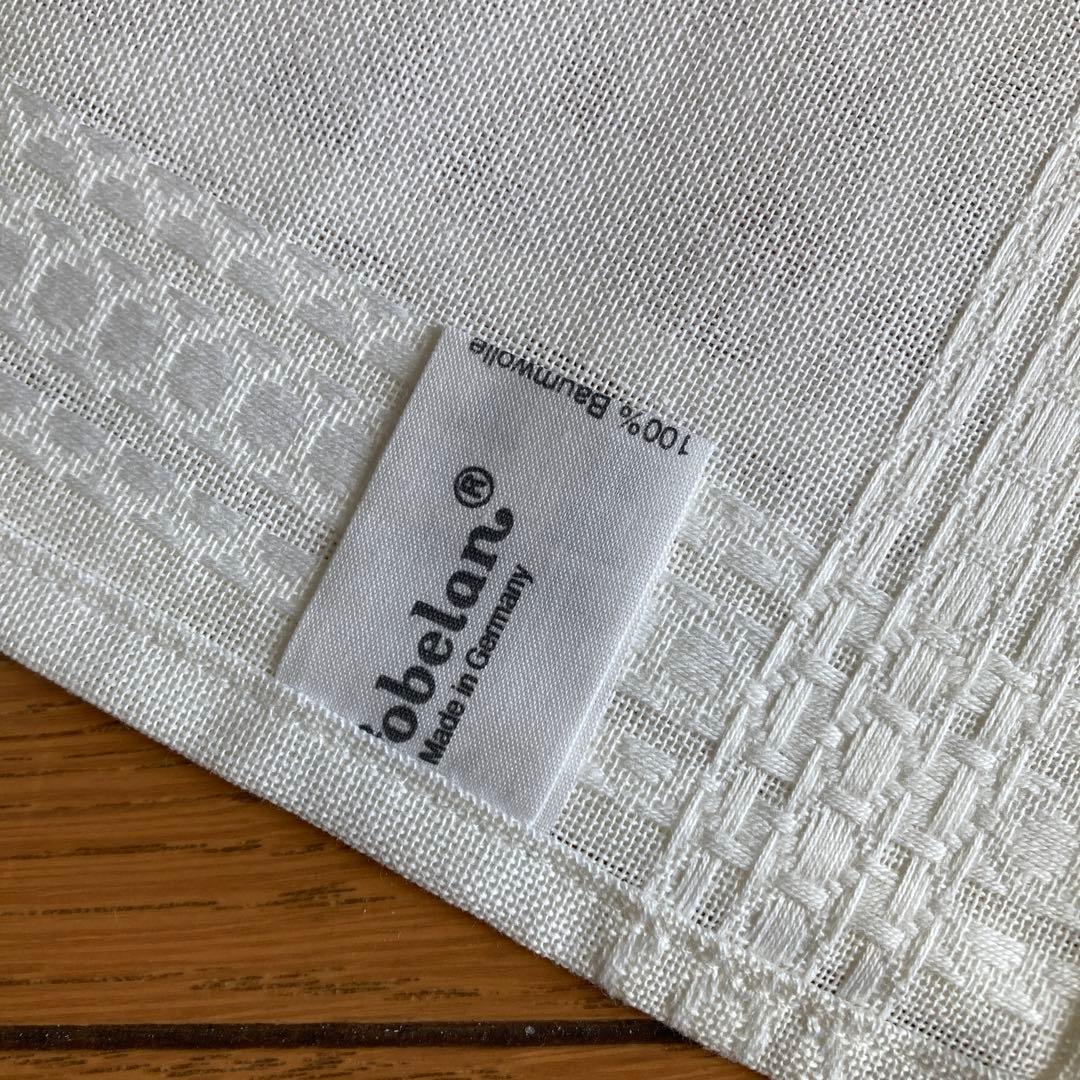 100% Baumwolle
obelan®
Made in Germany